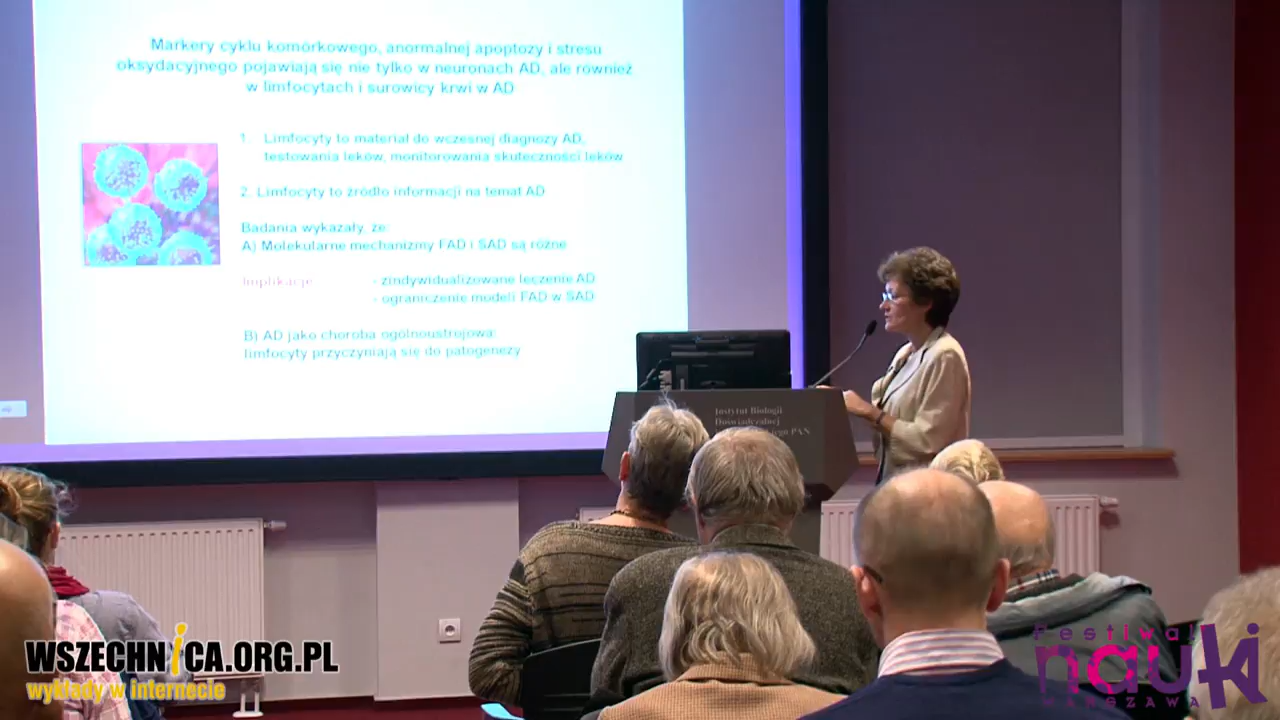 Markery cyklu komórkowego, anormalnej apoptozy i stresu
oksydacyjnego pojawiają się nie tylko w neuronach AD, ale również
w limfocytach i surowicy krwi w AD
1. Limfocyty to materiał do wczesnej diagnozy AD,
testowania leków, monitorowania skuteczności leków
2. Limfocyty to źródło informacji na temat AD
Badania wykazały, że:
A) Molekularne mechanizmy FAD i SAD są różne
Implikacje: - zindywidualizowane leczenie AD
- ograniczenie modeli FAD w SAD
B) AD jako choroba ogólnoustrojowa:
limfocyty przyczyniają się do patogenezy
Instytut Biologii
Doświadczalnej
PAN
WSZECHNICA.ORG.PL
wykłady w internecie
Festiwal
nauki
WARSZAWA